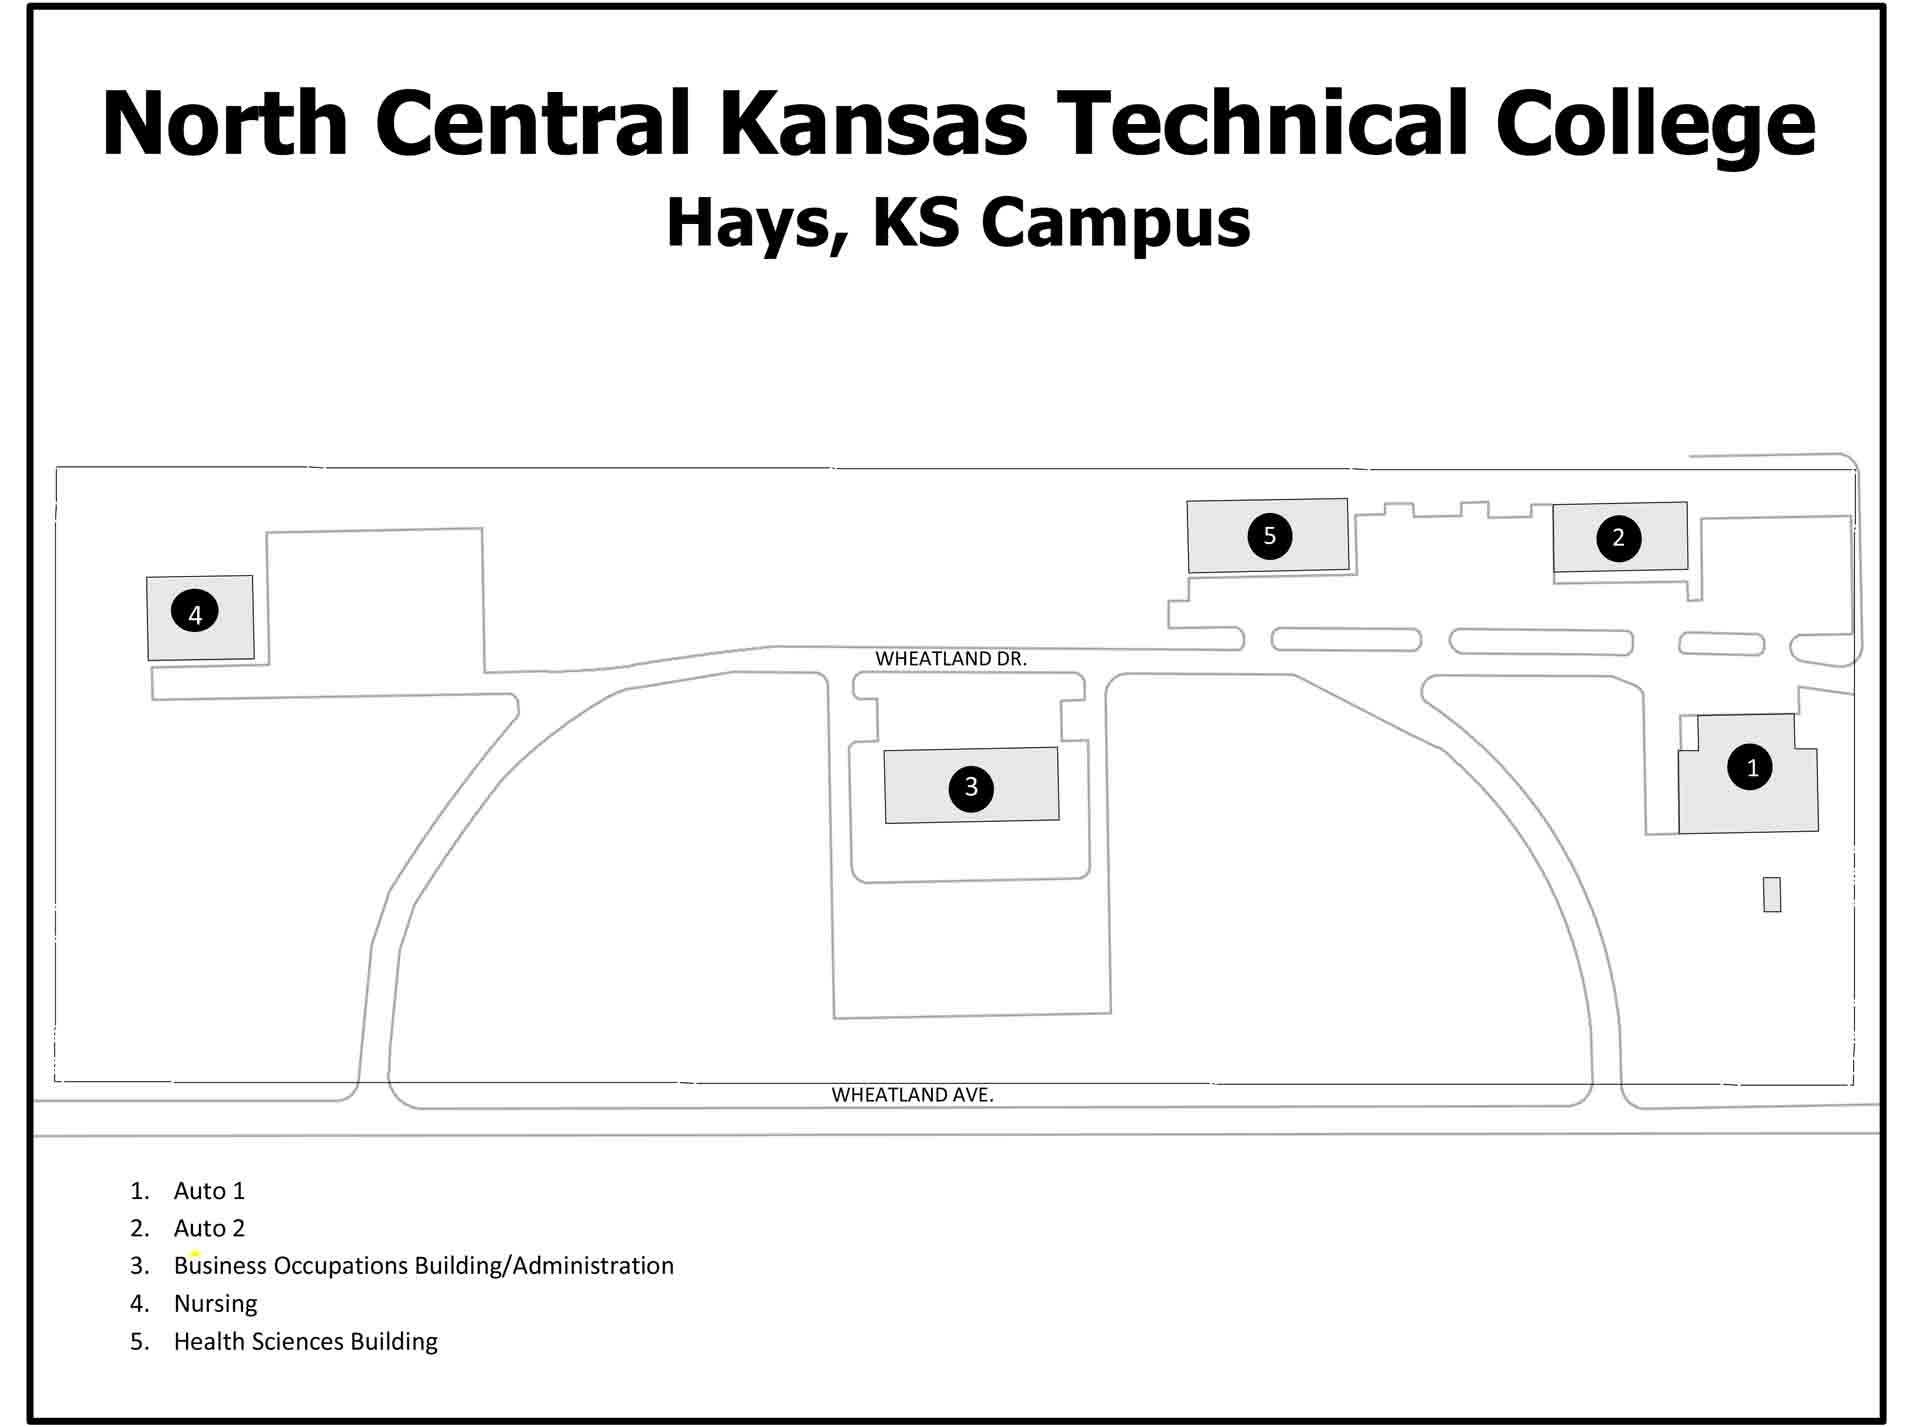 North Central Kansas Technical College
Hays, KS Campus
5
2
4
WHEATLAND DR.
3
1
WHEATLAND AVE.
1. Auto 1
2. Auto 2
3. Business Occupations Building/Administration
4. Nursing
5. Health Sciences Building